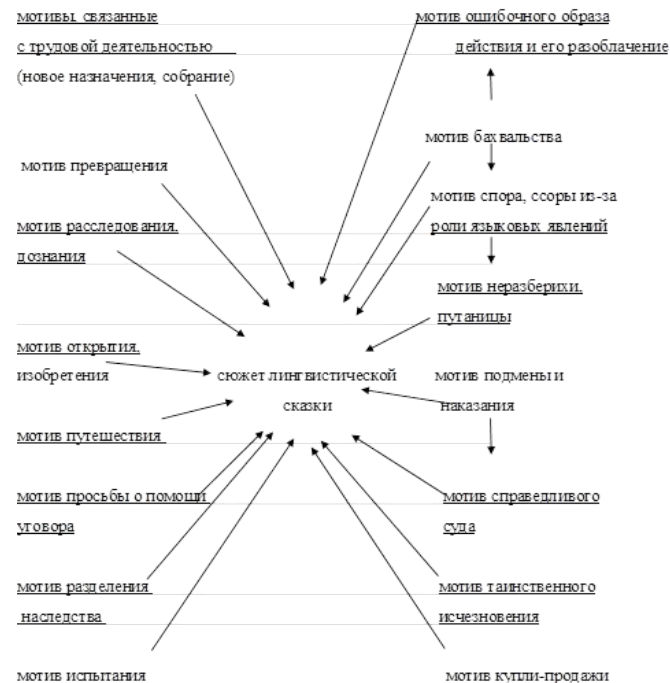 мотивы, связанные
с трудовой деятельностью
(новое назначения, собрание)
мотив ошибочного образа
действия и его разоблачение
мотив бахвальства
мотив превращения
мотив спора, ссоры из-за
роли языковых явлений
мотив расследования,
дознания
мотив неразберихи,
путаницы
мотив открытия,
изобретения
сюжет лингвистической
сказки
мотив подмены и
наказания
мотив путешествия
мотив просьбы о помощи
уговора
мотив справедливого
суда
мотив разделения
наследства
мотив таинственного
исчезновения
мотив испытания
мотив купли-продажи